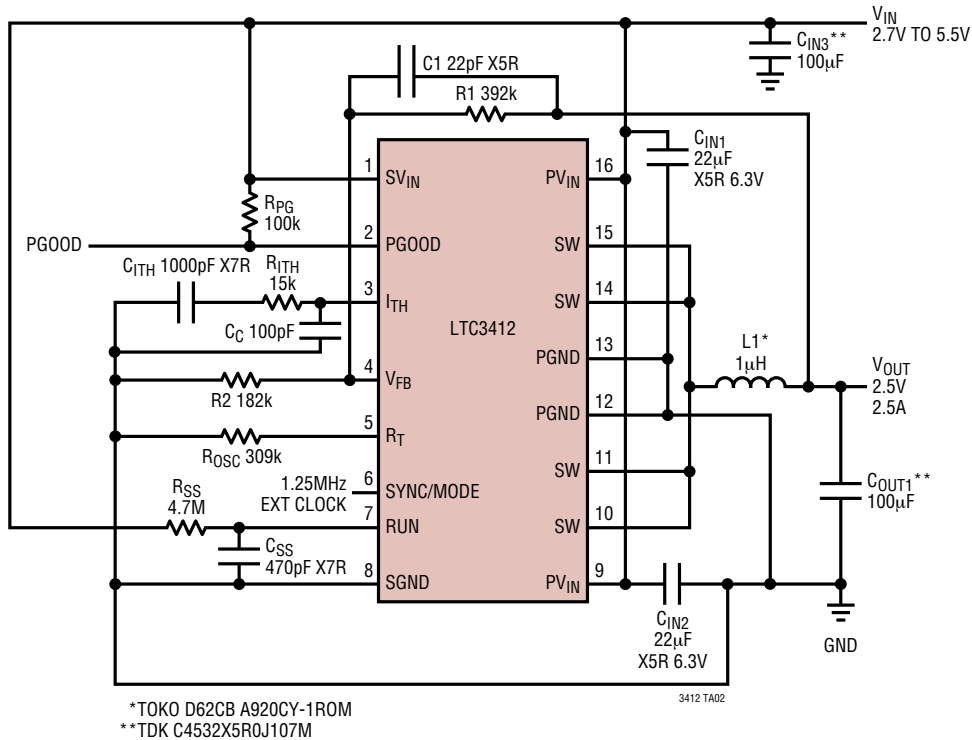 VIN
2.7V TO 5.5V
CIN3**
100µF
C1 22pF X5R
R1 392k
CIN1
22µF
X5R 6.3V
1
SVIN
PVIN
16
RPG
100k
PGOOD
2
PGOOD
SW
15
CITH 1000pF X7R
RITH
15k
3
ITH
SW
14
CC 100pF
LTC3412
PGND
13
L1*
1µH
VOUT
2.5V
2.5A
4
VFB
R2 182k
PGND
12
5
RT
ROSC 309k
SW
11
1.25MHz
EXT CLOCK
6
SYNC/MODE
COUT1**
100µF
RSS
4.7M
7
RUN
SW
10
CSS
470pF X7R
8
SGND
PVIN
9
CIN2
22µF
X5R 6.3V
GND
3412 TA02
*TOKO D62CB A920CY-1ROM
**TDK C4532X5R0J107M